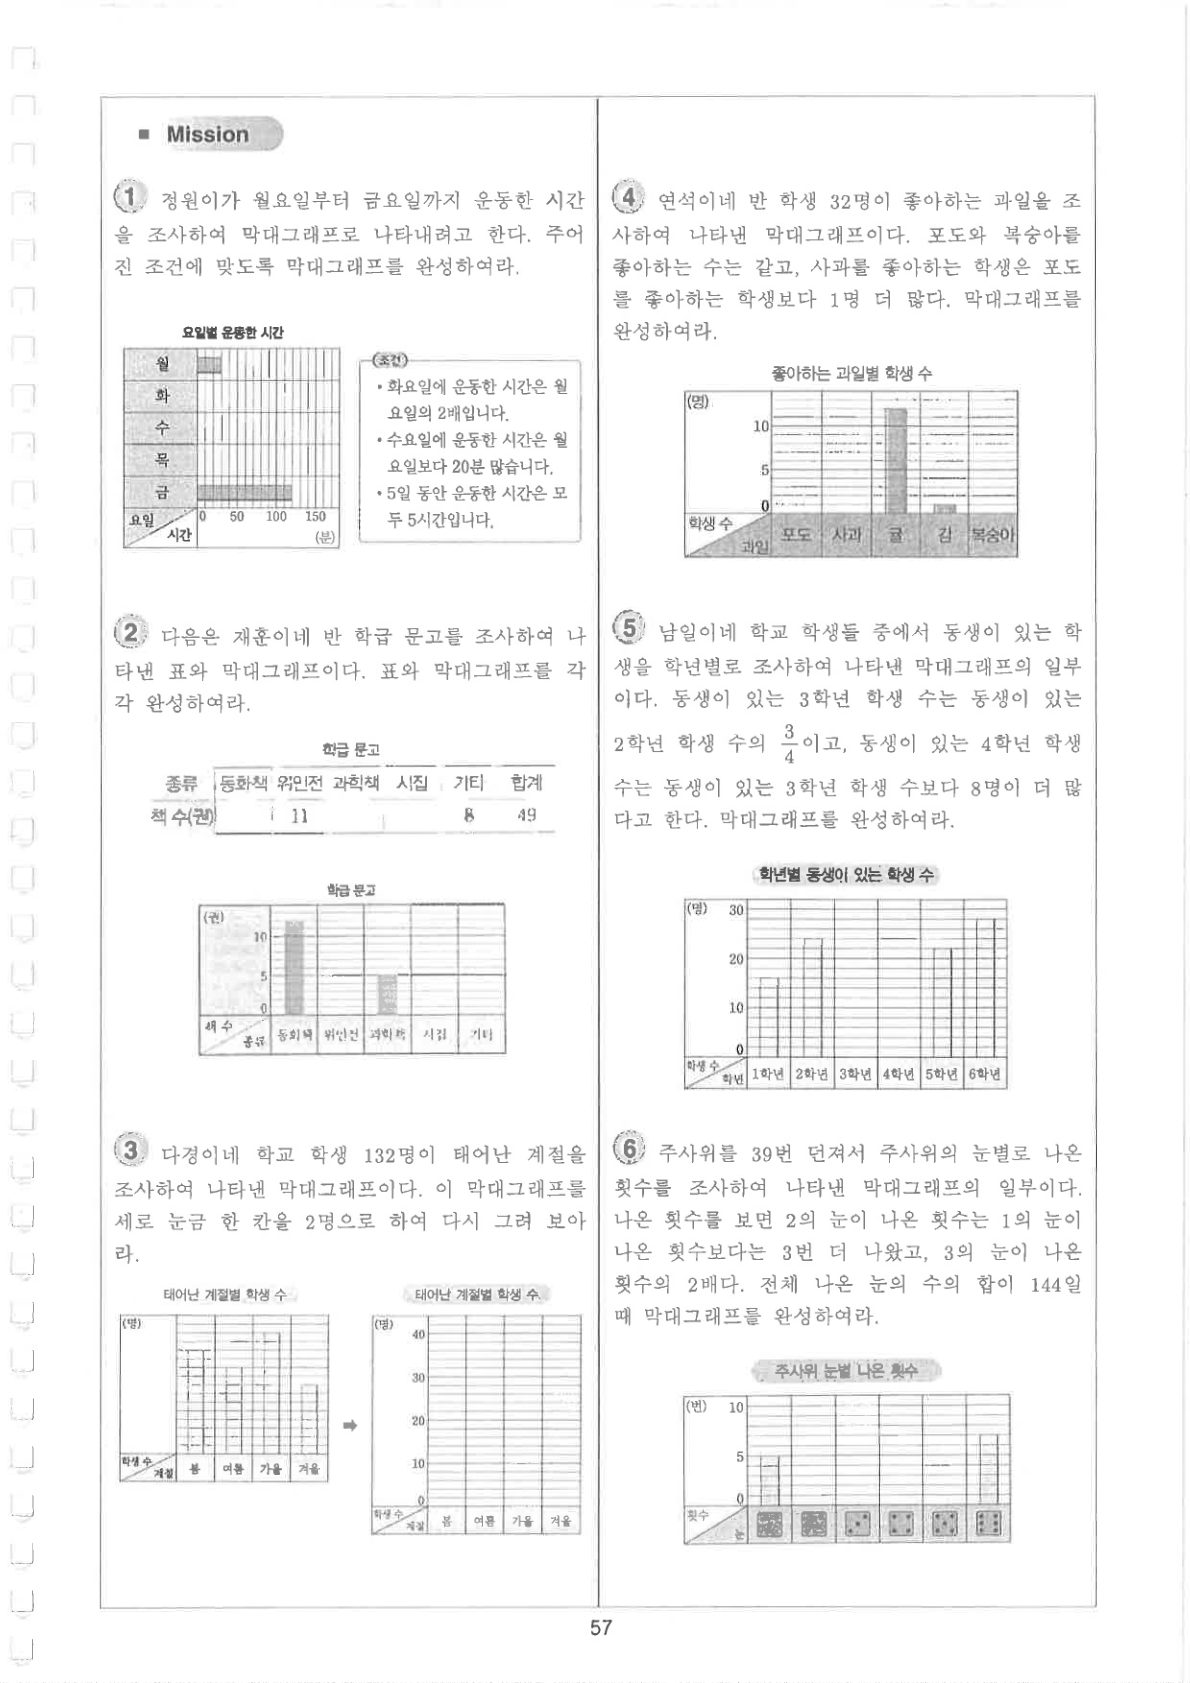 Mission
1 정원이가 월요일부터 금요일까지 운동한 시간
을 조사하여 막대그래프로 나타내려고 한다. 주어
진 조건에 맞도록 막대그래프를 완성하여라.
요일별 운동한 시간
월
화
수
목
금
요일
시간
0 50 100 150
(분)
(조건)
• 화요일에 운동한 시간은 월
요일의 2배입니다.
• 수요일에 운동한 시간은 월
요일보다 20분 많습니다.
• 5일 동안 운동한 시간은 모
두 5시간입니다.
2 다음은 재훈이네 반 학급 문고를 조사하여 나
타낸 표와 막대그래프이다. 표와 막대그래프를 각
각 완성하여라.
학급 문고
종류 동화책 위인전 과학책 시집 기타 합계
책 수(권) 11 8 49
학급 문고
(권)
10
5
0
책 수
종류
동화책 위인전 과학책 시집 기타
3 다경이네 학교 학생 132명이 태어난 계절을
조사하여 나타낸 막대그래프이다. 이 막대그래프를
세로 눈금 한 칸을 2명으로 하여 다시 그려 보아
라.
태어난 계절별 학생 수
(명)
학생 수
계절
봄 여름 가을 겨울
➡
태어난 계절별 학생 수
(명)
40
30
20
10
0
학생 수
계절
봄 여름 가을 겨울
4 연석이네 반 학생 32명이 좋아하는 과일을 조
사하여 나타낸 막대그래프이다. 포도와 복숭아를
좋아하는 수는 같고, 사과를 좋아하는 학생은 포도
를 좋아하는 학생보다 1명 더 많다. 막대그래프를
완성하여라.
좋아하는 과일별 학생 수
(명)
10
5
0
학생 수
과일
포도 사과 귤 감 복숭아
5 남일이네 학교 학생들 중에서 동생이 있는 학
생을 학년별로 조사하여 나타낸 막대그래프의 일부
이다. 동생이 있는 3학년 학생 수는 동생이 있는
2학년 학생 수의 3/4이고, 동생이 있는 4학년 학생
수는 동생이 있는 3학년 학생 수보다 8명이 더 많
다고 한다. 막대그래프를 완성하여라.
학년별 동생이 있는 학생 수
(명)
30
20
10
0
학생 수
학년
1학년 2학년 3학년 4학년 5학년 6학년
6 주사위를 39번 던져서 주사위의 눈별로 나온
횟수를 조사하여 나타낸 막대그래프의 일부이다.
나온 횟수를 보면 2의 눈이 나온 횟수는 1의 눈이
나온 횟수보다는 3번 더 나왔고, 3의 눈이 나온
횟수의 2배다. 전체 나온 눈의 수의 합이 144일
때 막대그래프를 완성하여라.
주사위 눈별 나온 횟수
(번)
10
5
0
횟수
눈
57